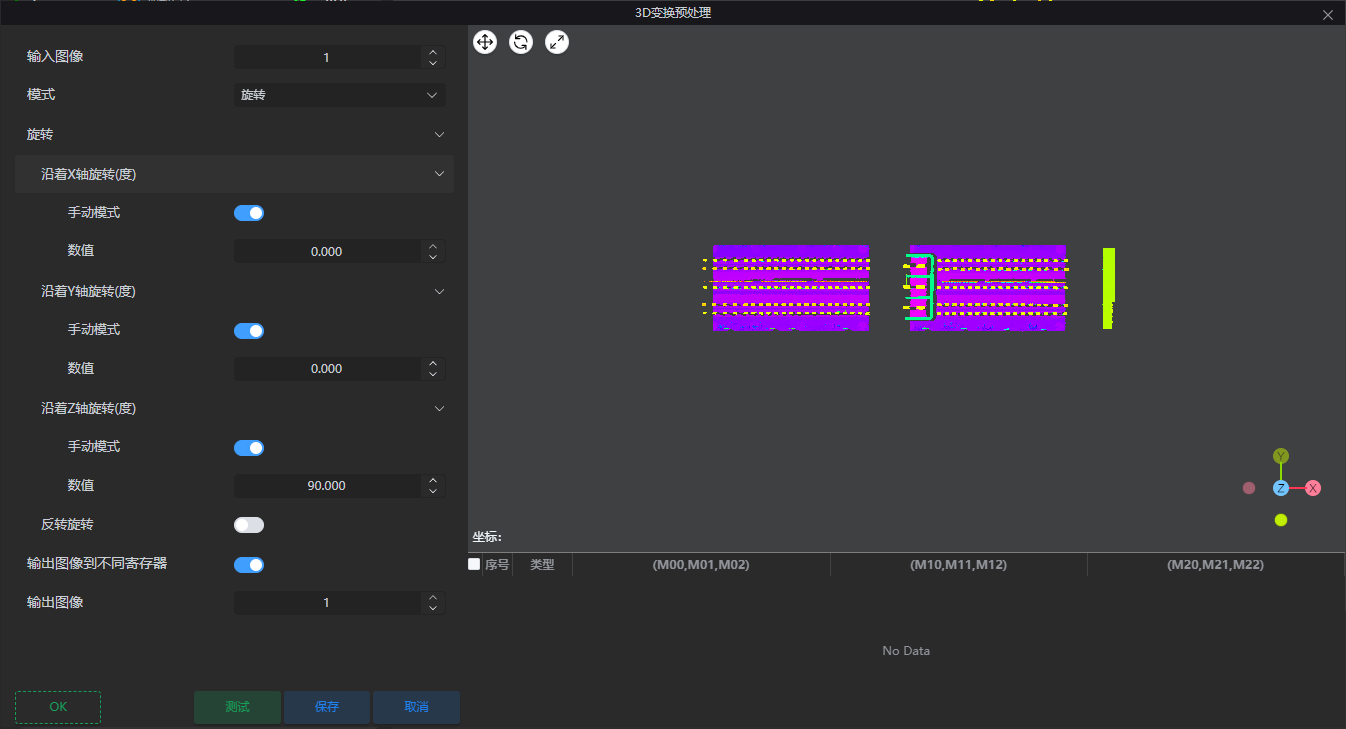 3D变换预处理
输入图像 1
模式 旋转
旋转
沿着X轴旋转(度)
手动模式
数值 0.000
沿着Y轴旋转(度)
手动模式
数值 0.000
沿着Z轴旋转(度)
手动模式
数值 90.000
反转旋转
输出图像到不同寄存器
输出图像 1
OK 测试 保存 取消
Y
Z X
坐标:
序号 类型 (M00,M01,M02) (M10,M11,M12) (M20,M21,M22)
No Data